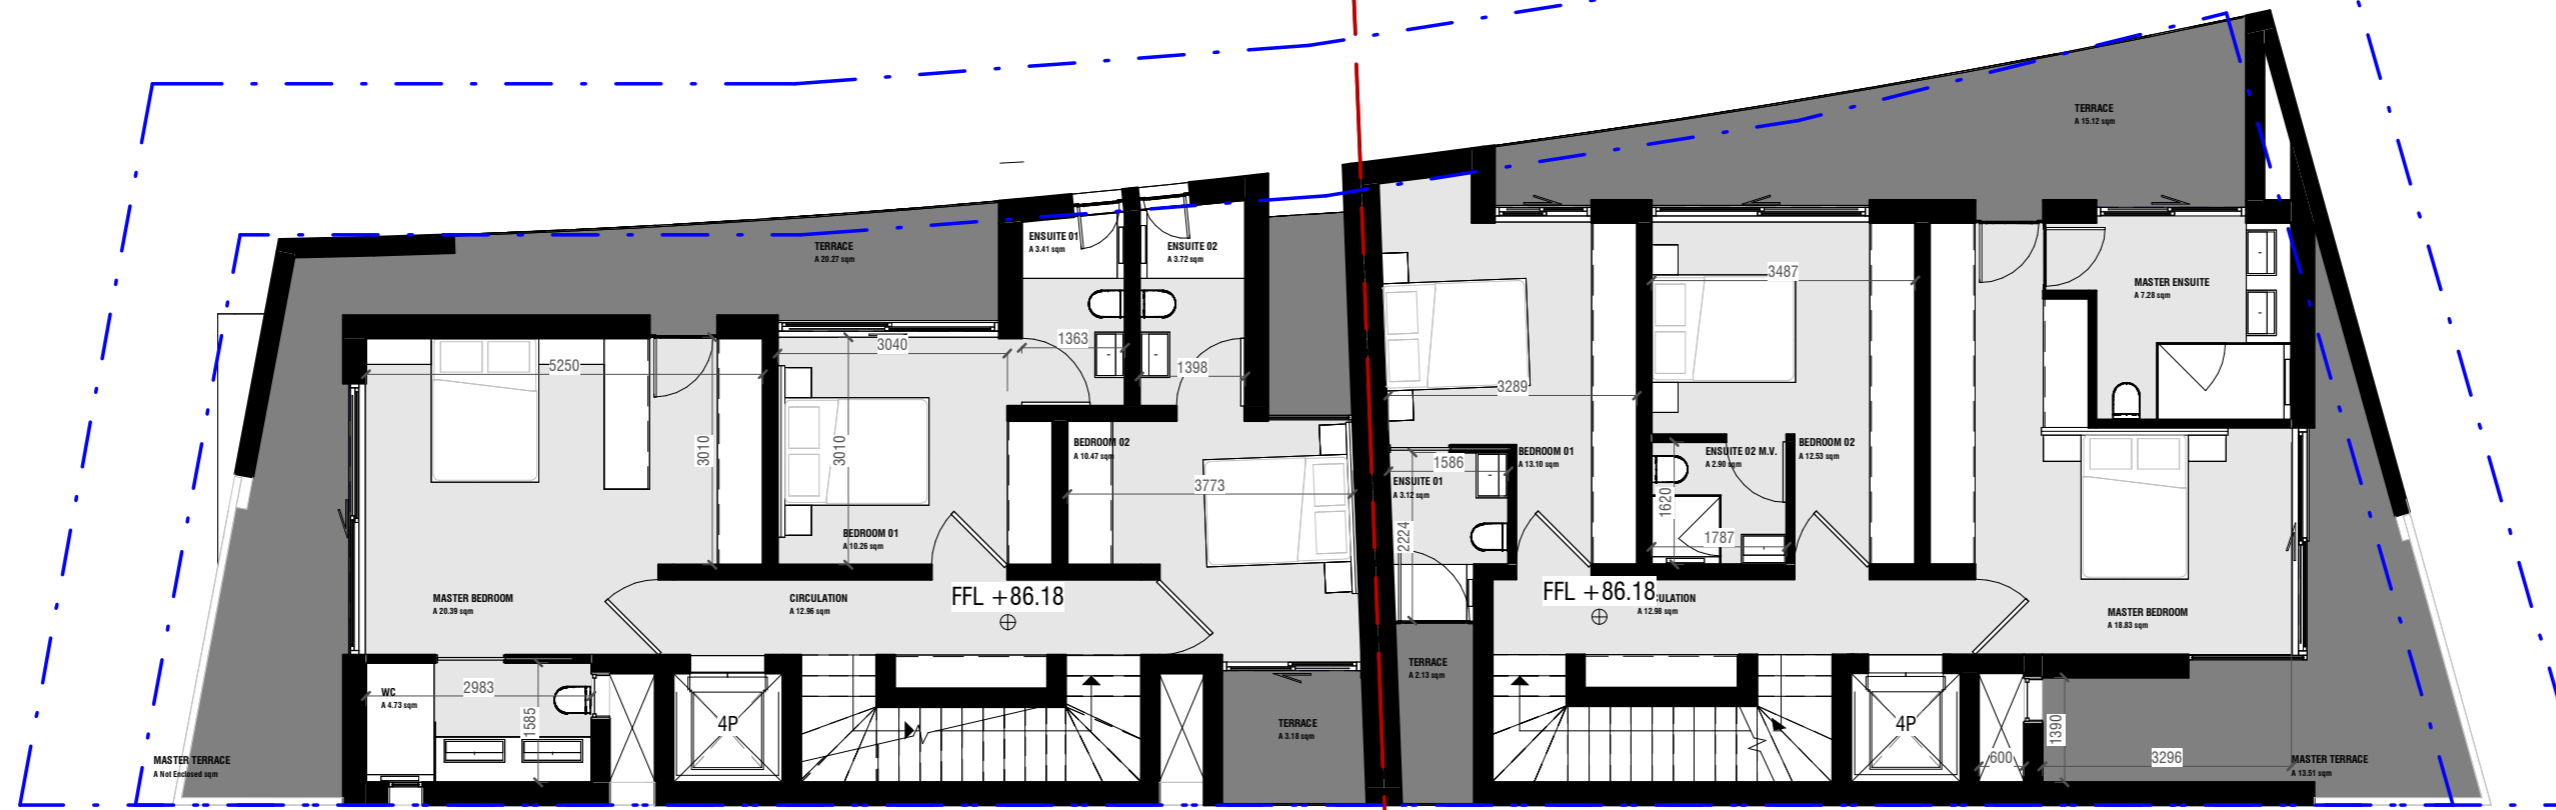 TERRACE
A 15.12 sqm
TERRACE
A 20.27 sqm
ENSUITE 01
A 3.41 sqm
ENSUITE 02
A 3.72 sqm
3487
MASTER ENSUITE
A 7.28 sqm
5250
3040
1363
1398
3289
3010
3010
BEDROOM 02
A 10.47 sqm
3773
1586
ENSUITE 01
A 3.12 sqm
BEDROOM 01
A 13.10 sqm
ENSUITE 02 M.V.
A 2.90 sqm
BEDROOM 02
A 12.53 sqm
1620
1787
2224
BEDROOM 01
A 10.26 sqm
MASTER BEDROOM
A 20.39 sqm
CIRCULATION
A 12.96 sqm
FFL +86.18
FFL +86.18
CULATION
A 12.98 sqm
MASTER BEDROOM
A 18.83 sqm
WC
A 4.73 sqm
2983
1585
4P
TERRACE
A 3.18 sqm
TERRACE
A 2.13 sqm
4P
600
1390
3296
MASTER TERRACE
A Not Enclosed sqm
MASTER TERRACE
A 13.51 sqm